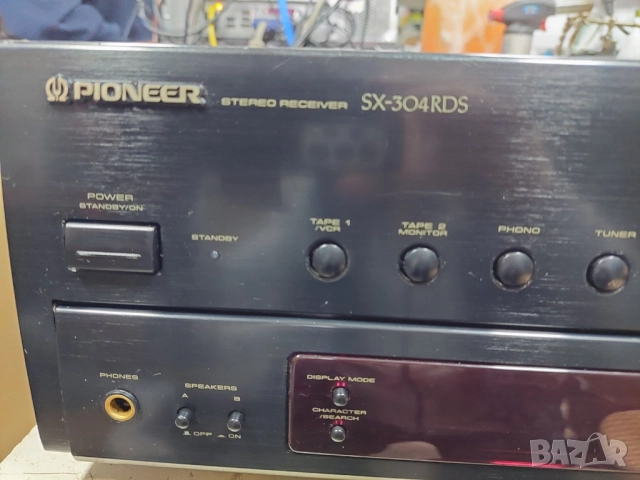 PIONEER STEREO RECEIVER SX-304RDS
POWER
STANDBY/ON
STANDBY
TAPE 1
/VCR
TAPE 2
MONITOR
PHONO
TUNER
PHONES
SPEAKERS
A B
OFF ON
DISPLAY MODE
CHARACTER
/SEARCH
BAZAR